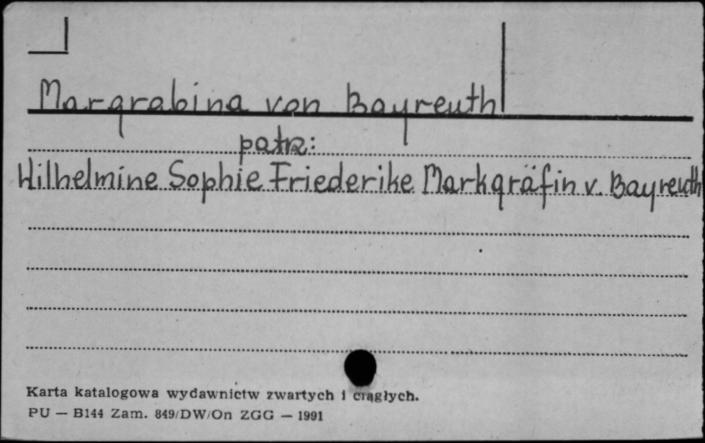 Margrabina von Bayreuth
patrz:
Wilhelmine Sophie Friederike Markgräfin v. Bayreuth
Karta katalogowa wydawnictw zwartych i ciągłych.
PU — B144 Zam. 849/DW/On ZGG — 1991